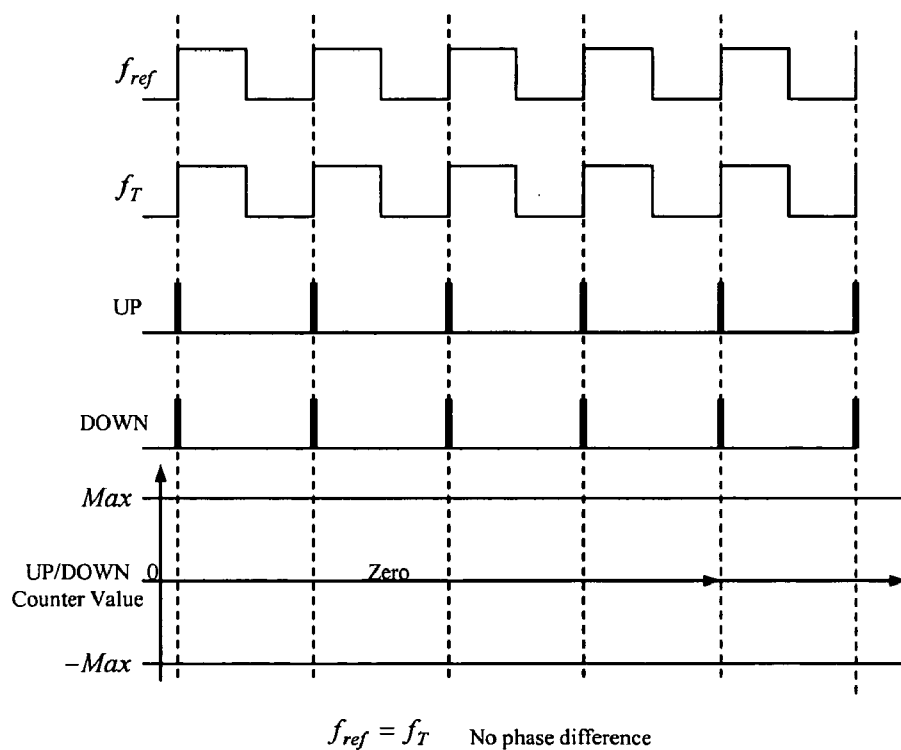 f_ref
f_T
UP
DOWN
Max
UP/DOWN 0 Zero
Counter Value
−Max
f_ref = f_T No phase difference